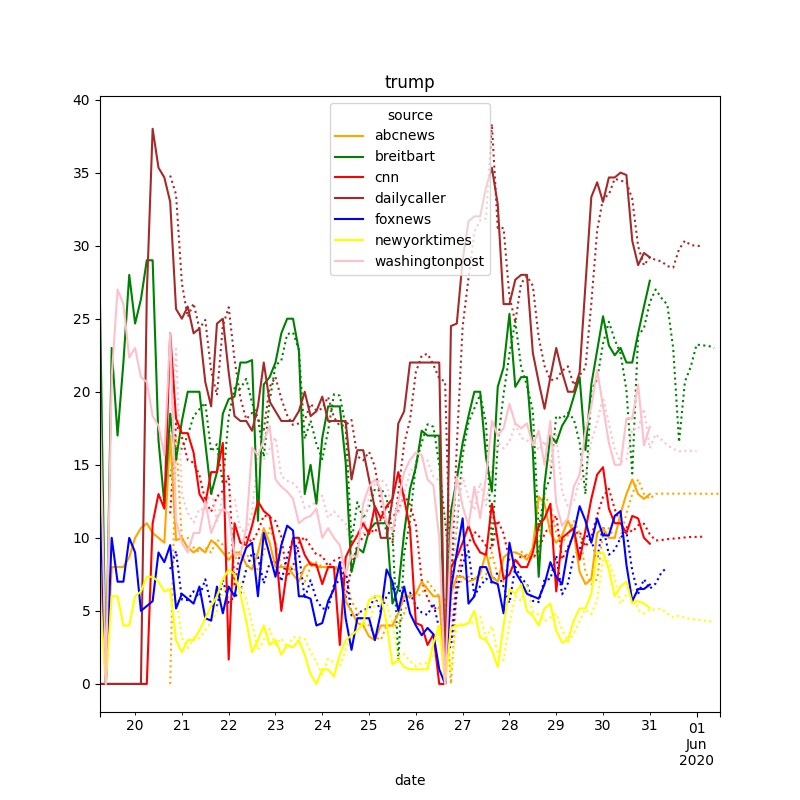 trump
source
abcnews
breitbart
cnn
dailycaller
foxnews
newyorktimes
washingtonpost
40
35
30
25
20
15
10
5
0
20 21 22 23 24 25 26 27 28 29 30 31 01
Jun
2020
date